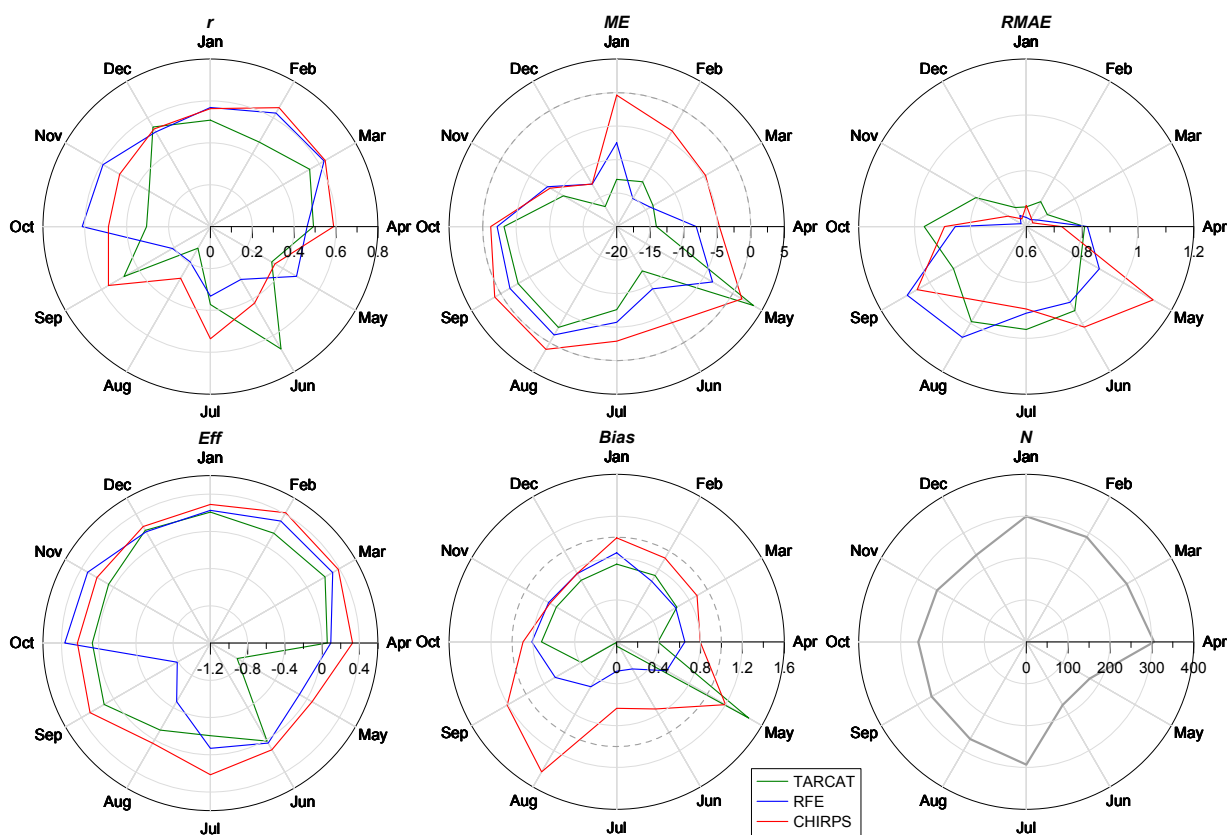 r
Jan
Dec
Feb
Nov
Mar
Oct
0 0.2 0.4 0.6 0.8
Apr
Sep
May
Aug
Jun
Jul
ME
Jan
Dec
Feb
Nov
Mar
Oct
-20 -15 -10 -5 0 5
Apr
Sep
May
Aug
Jun
Jul
RMAE
Jan
Dec
Feb
Nov
Mar
Oct
0.6 0.8 1 1.2
Apr
Sep
May
Aug
Jun
Jul
Eff
Jan
Dec
Feb
Nov
Mar
Oct
-1.2 -0.8 -0.4 0 0.4
Apr
Sep
May
Aug
Jun
Jul
Bias
Jan
Dec
Feb
Nov
Mar
Oct
0 0.4 0.8 1.2 1.6
Apr
Sep
May
Aug
Jun
Jul
N
Jan
Dec
Feb
Nov
Mar
Oct
0 100 200 300 400
Apr
Sep
May
Aug
Jun
Jul
TARCAT
RFE
CHIRPS